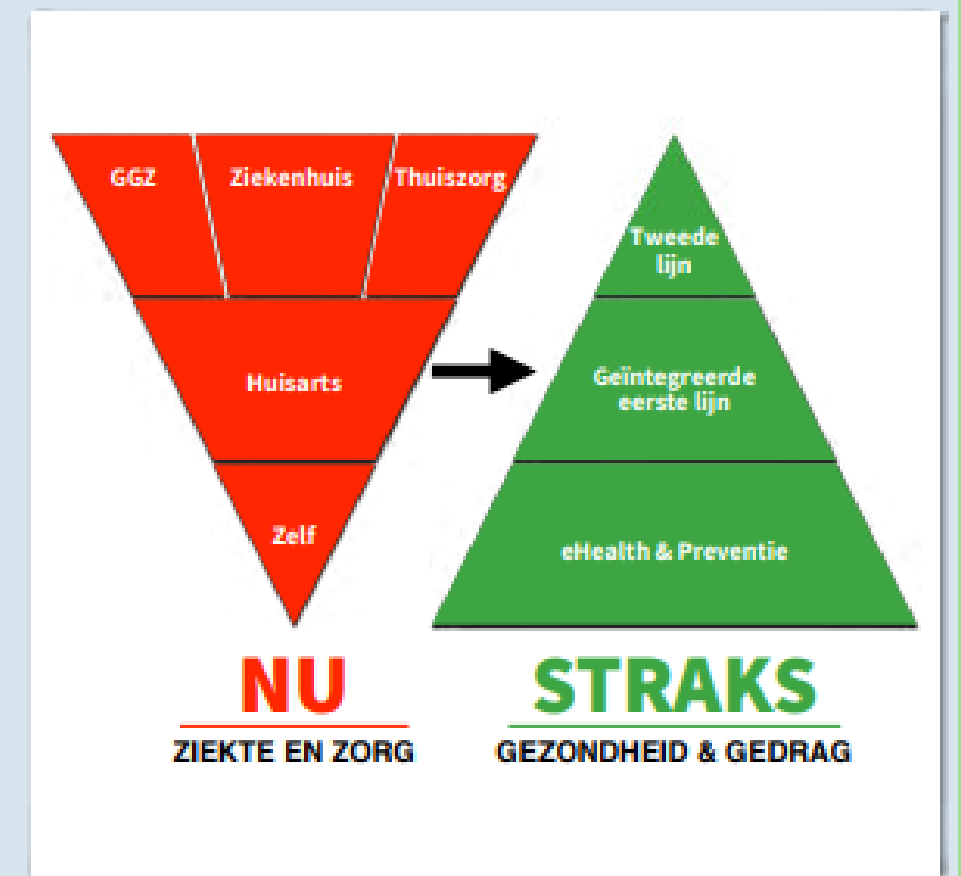 GGZ
Ziekenhuis
Thuiszorg
Huisarts
Zelf
Tweede
lijn
Geïntegreerde
eerste lijn
eHealth & Preventie
NU
ZIEKTE EN ZORG
STRAKS
GEZONDHEID & GEDRAG